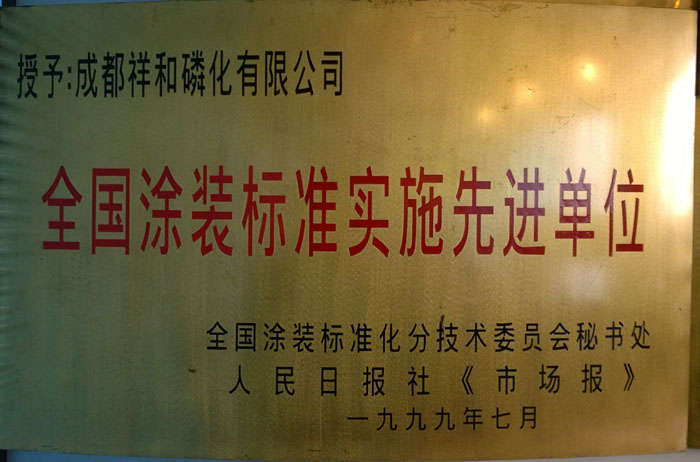 授予:成都祥和磷化有限公司
全国涂装标准实施先进单位
全国涂装标准化分技术委员会秘书处
人民日报社《市场报》
一九九九年七月